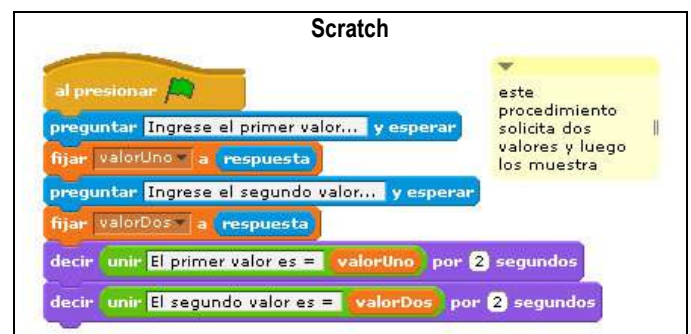 Scratch
al presionar
preguntar Ingrese el primer valor... y esperar
fijar valorUno a respuesta
preguntar Ingrese el segundo valor... y esperar
fijar valorDos a respuesta
decir unir El primer valor es = valorUno por 2 segundos
decir unir El segundo valor es = valorDos por 2 segundos
este
procedimiento
solicita dos
valores y luego
los muestra